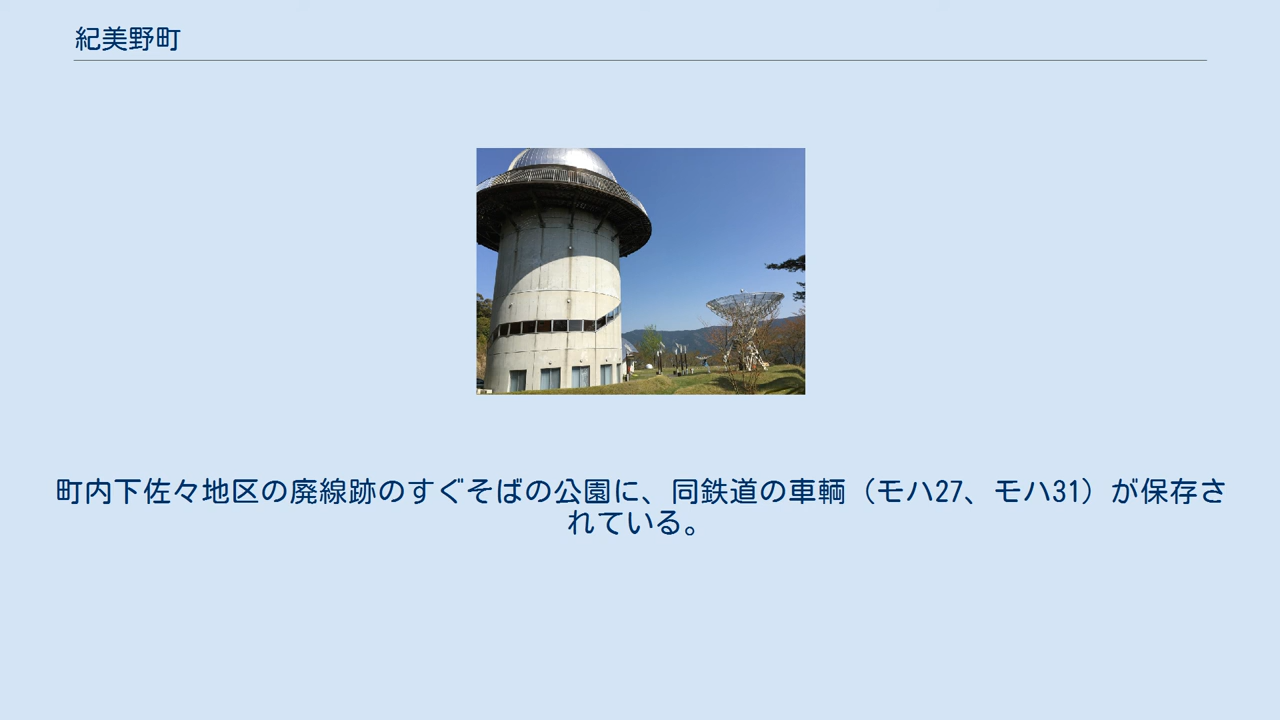 紀美野町
町内下佐々地区の廃線跡のすぐそばの公園に、同鉄道の車輌（モハ27、モハ31）が保存さ
れている。